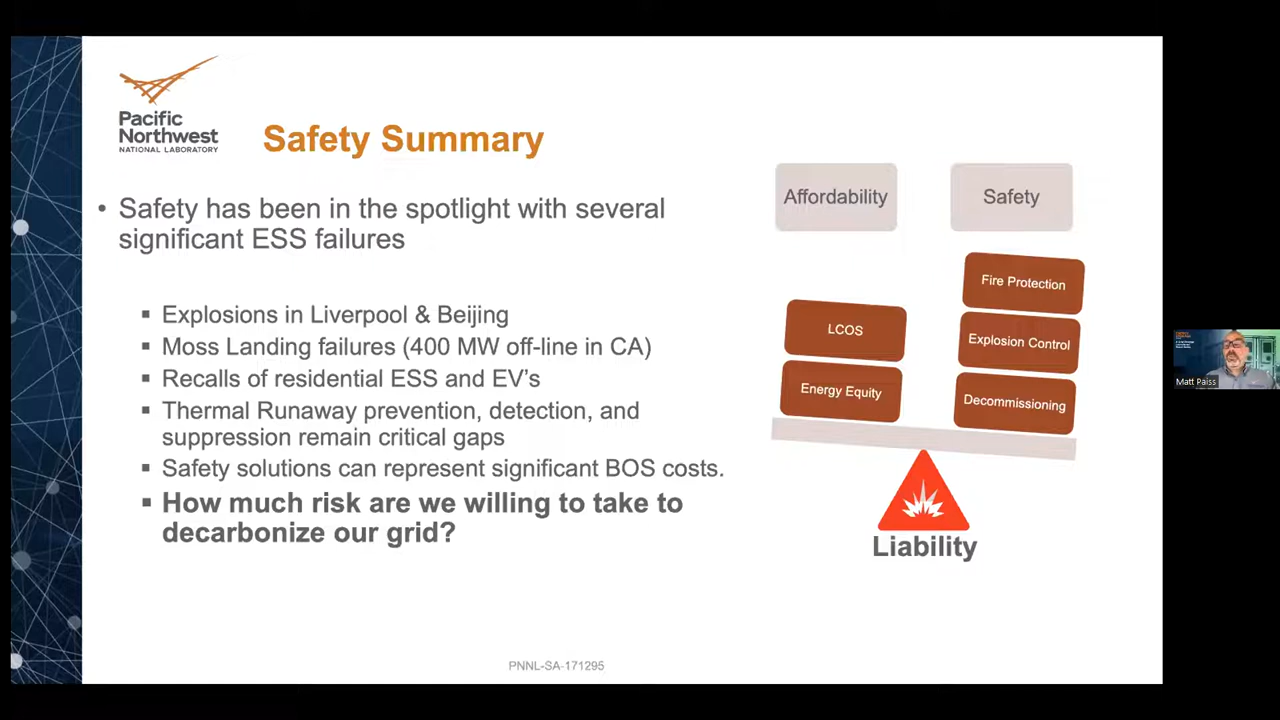 Pacific
Northwest
NATIONAL LABORATORY
Safety Summary
• Safety has been in the spotlight with several
significant ESS failures
▪ Explosions in Liverpool & Beijing
▪ Moss Landing failures (400 MW off-line in CA)
▪ Recalls of residential ESS and EV's
▪ Thermal Runaway prevention, detection, and
suppression remain critical gaps
▪ Safety solutions can represent significant BOS costs.
▪ How much risk are we willing to take to
decarbonize our grid?
Affordability
Safety
LCOS
Energy Equity
Fire Protection
Explosion Control
Decommissioning
Liability
PNNL-SA-171295
Matt Paiss